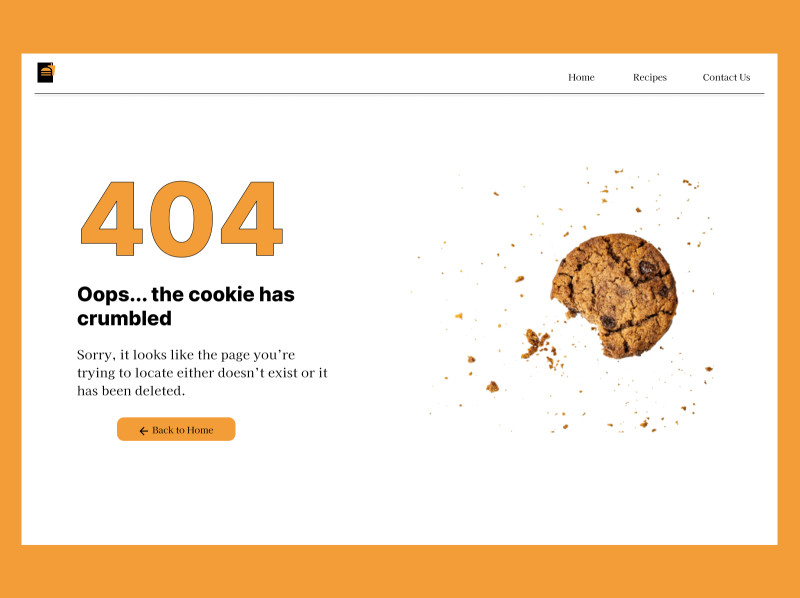 Home Recipes Contact Us
404
Oops... the cookie has
crumbled
Sorry, it looks like the page you’re
trying to locate either doesn’t exist or it
has been deleted.
← Back to Home